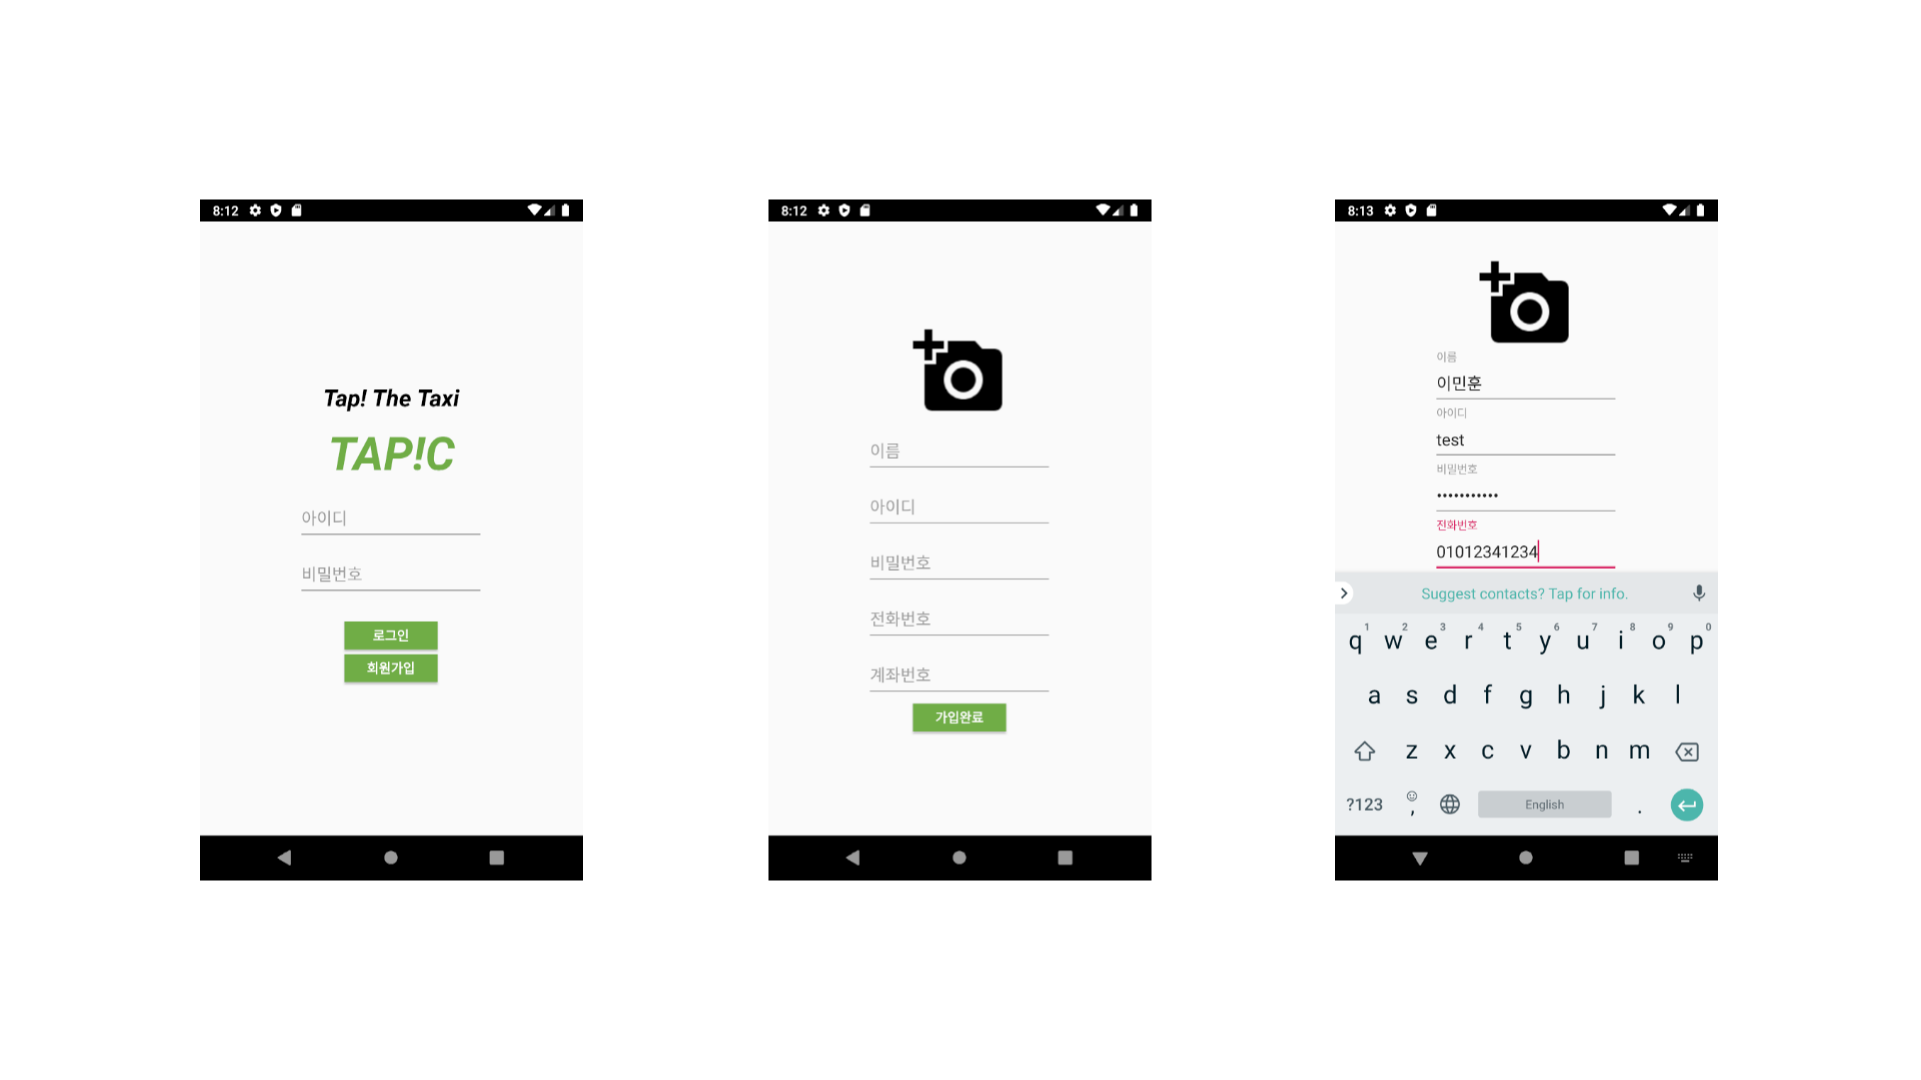 8:12
Tap! The Taxi
TAP!C
아이디
비밀번호
로그인
회원가입
8:12
이름
아이디
비밀번호
전화번호
계좌번호
가입완료
8:13
이름
이민훈
아이디
test
비밀번호
•••••••••••
전화번호
01012341234
Suggest contacts? Tap for info.
1 2 3 4 5 6 7 8 9 0
q w e r t y u i o p
a s d f g h j k l
z x c v b n m
?123 , English .